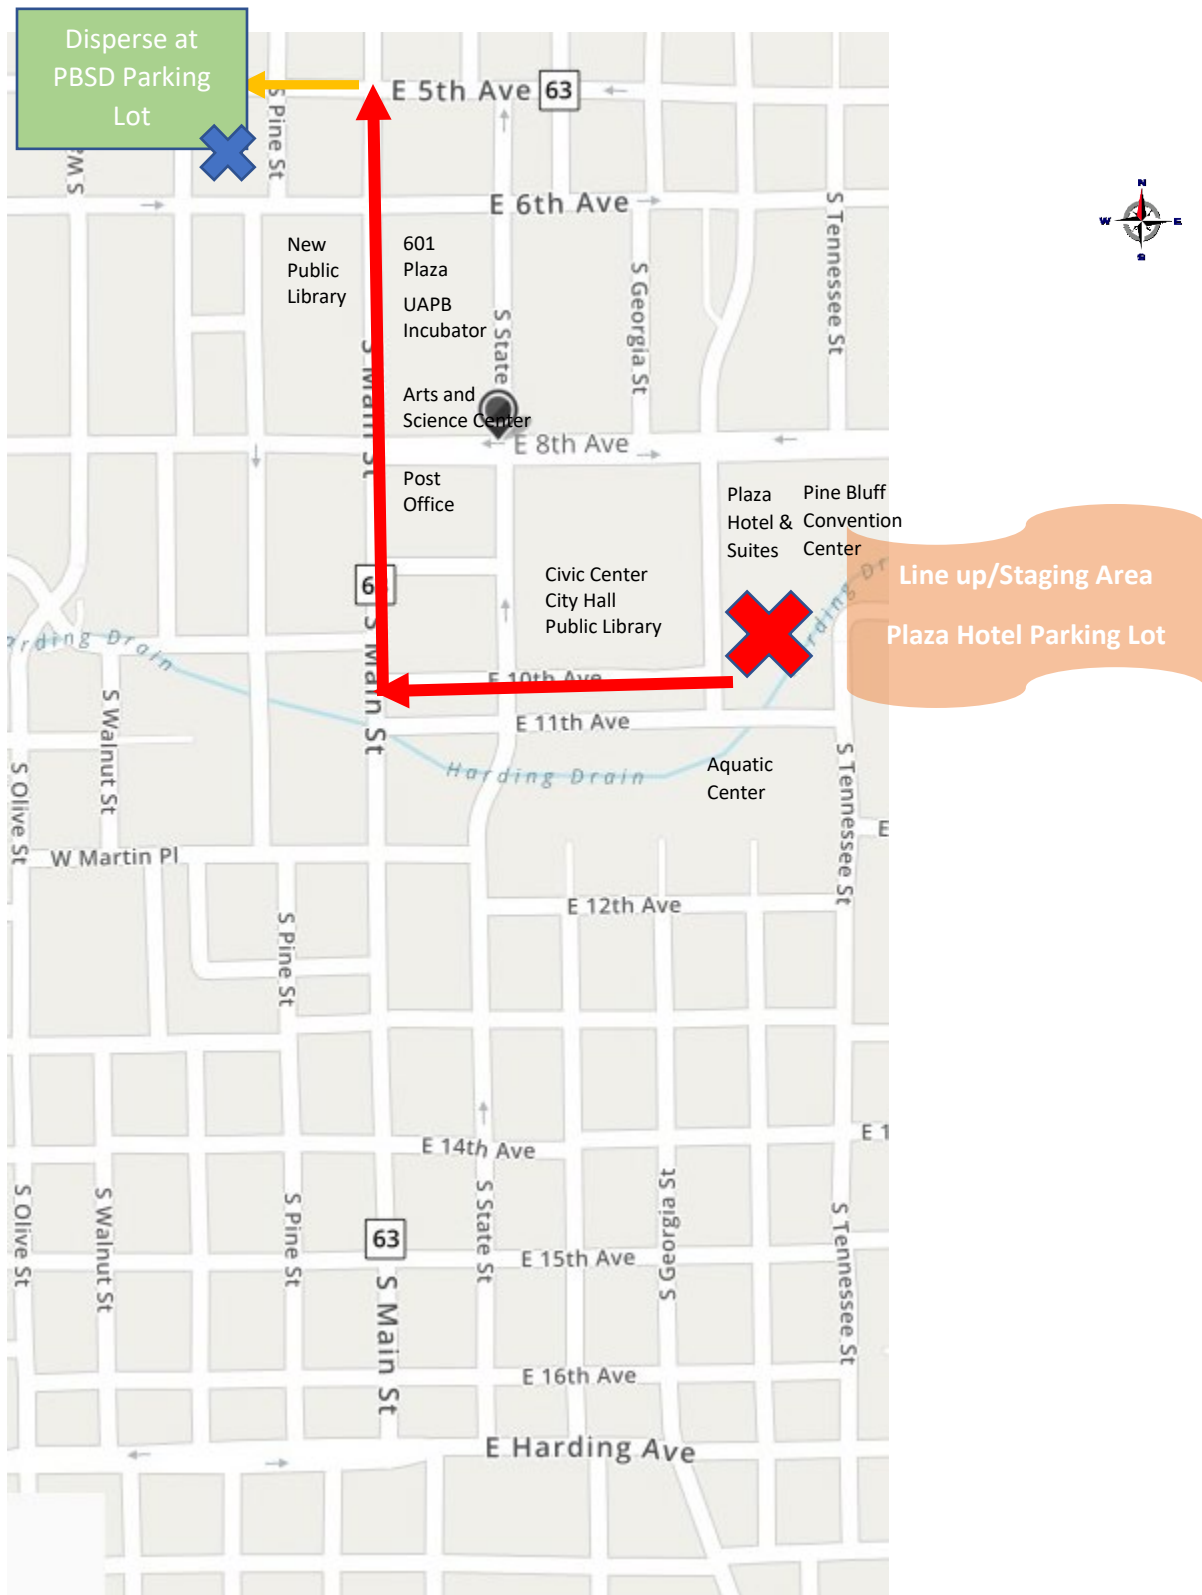 Disperse at
PBSD Parking
Lot
E 5th Ave
63
S Pine St
S W
N
W
E
S
E 6th Ave
S Tennessee St
New
Public
Library
601
Plaza
UAPB
Incubator
S State
S Georgia St
S Main St
Arts and
Science Center
E 8th Ave
Post
Office
Plaza
Hotel &
Suites
Pine Bluff
Convention
Center
Line up/Staging Area
Plaza Hotel Parking Lot
6
Civic Center
City Hall
Public Library
arding Drain
arding Dr
S Main St
E 10th Ave
E 11th Ave
S Walnut St
S Olive St
Harding Drain
Aquatic
Center
S Tennessee St
E
W Martin Pl
E 12th Ave
S Pine St
E 14th Ave
E 1
S Olive St
S Walnut St
S Pine St
63
S State St
S Georgia St
S Tennessee St
E 15th Ave
S Main St
E 16th Ave
E Harding Ave